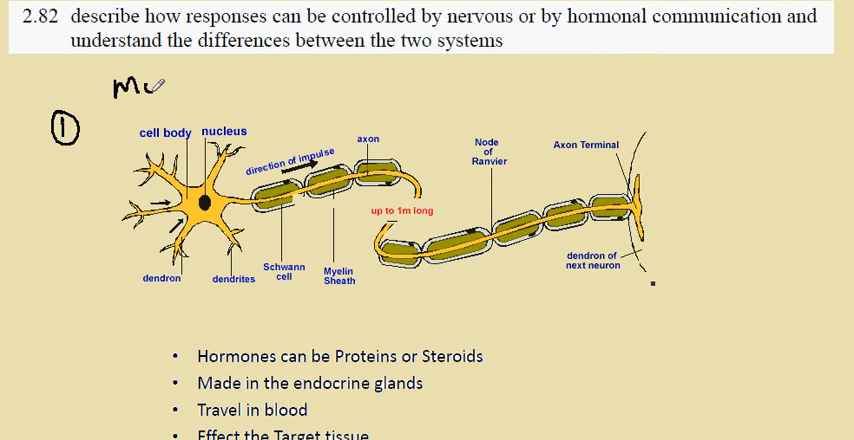 2.82 describe how responses can be controlled by nervous or by hormonal communication and
understand the differences between the two systems
①
cell body
nucleus
direction of impulse
axon
Node
of
Ranvier
Axon Terminal
up to 1m long
dendron
dendrites
Schwann
cell
Myelin
Sheath
dendron of
next neuron
• Hormones can be Proteins or Steroids
• Made in the endocrine glands
• Travel in blood
• Effect the Target tissue